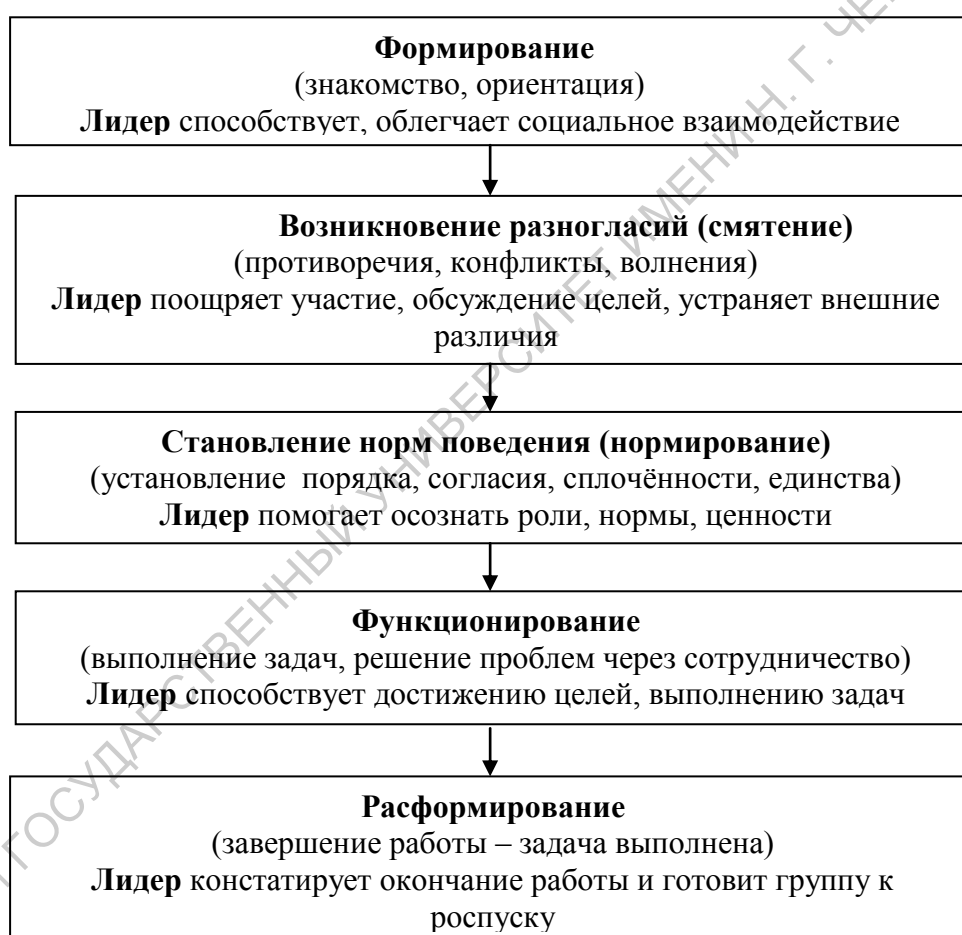 Формирование
(знакомство, ориентация)
Лидер способствует, облегчает социальное взаимодействие
Возникновение разногласий (смятение)
(противоречия, конфликты, волнения)
Лидер поощряет участие, обсуждение целей, устраняет внешние
различия
Становление норм поведения (нормирование)
(установление порядка, согласия, сплочённости, единства)
Лидер помогает осознать роли, нормы, ценности
Функционирование
(выполнение задач, решение проблем через сотрудничество)
Лидер способствует достижению целей, выполнению задач
Расформирование
(завершение работы – задача выполнена)
Лидер констатирует окончание работы и готовит группу к
роспуску
ГОСУДАРСТВЕННЫЙ УНИВЕРСИТЕТ ИМЕНИ Н. Г.